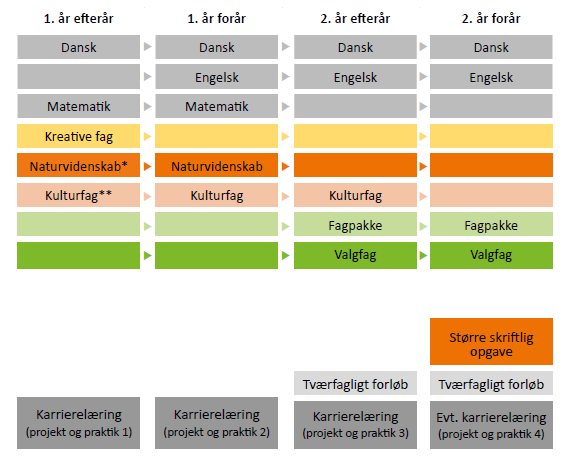 1. år efterår 1. år forår 2. år efterår 2. år forår
Dansk Dansk Dansk Dansk
Engelsk Engelsk Engelsk
Matematik Matematik
Kreative fag
Naturvidenskab* Naturvidenskab
Kulturfag** Kulturfag Kulturfag
Fagpakke Fagpakke
Valgfag Valgfag
Større skriftlig
opgave
Tværfagligt forløb Tværfagligt forløb
Karrierelæring Karrierelæring Karrierelæring Evt. karrierelæring
(projekt og praktik 1) (projekt og praktik 2) (projekt og praktik 3) (projekt og praktik 4)